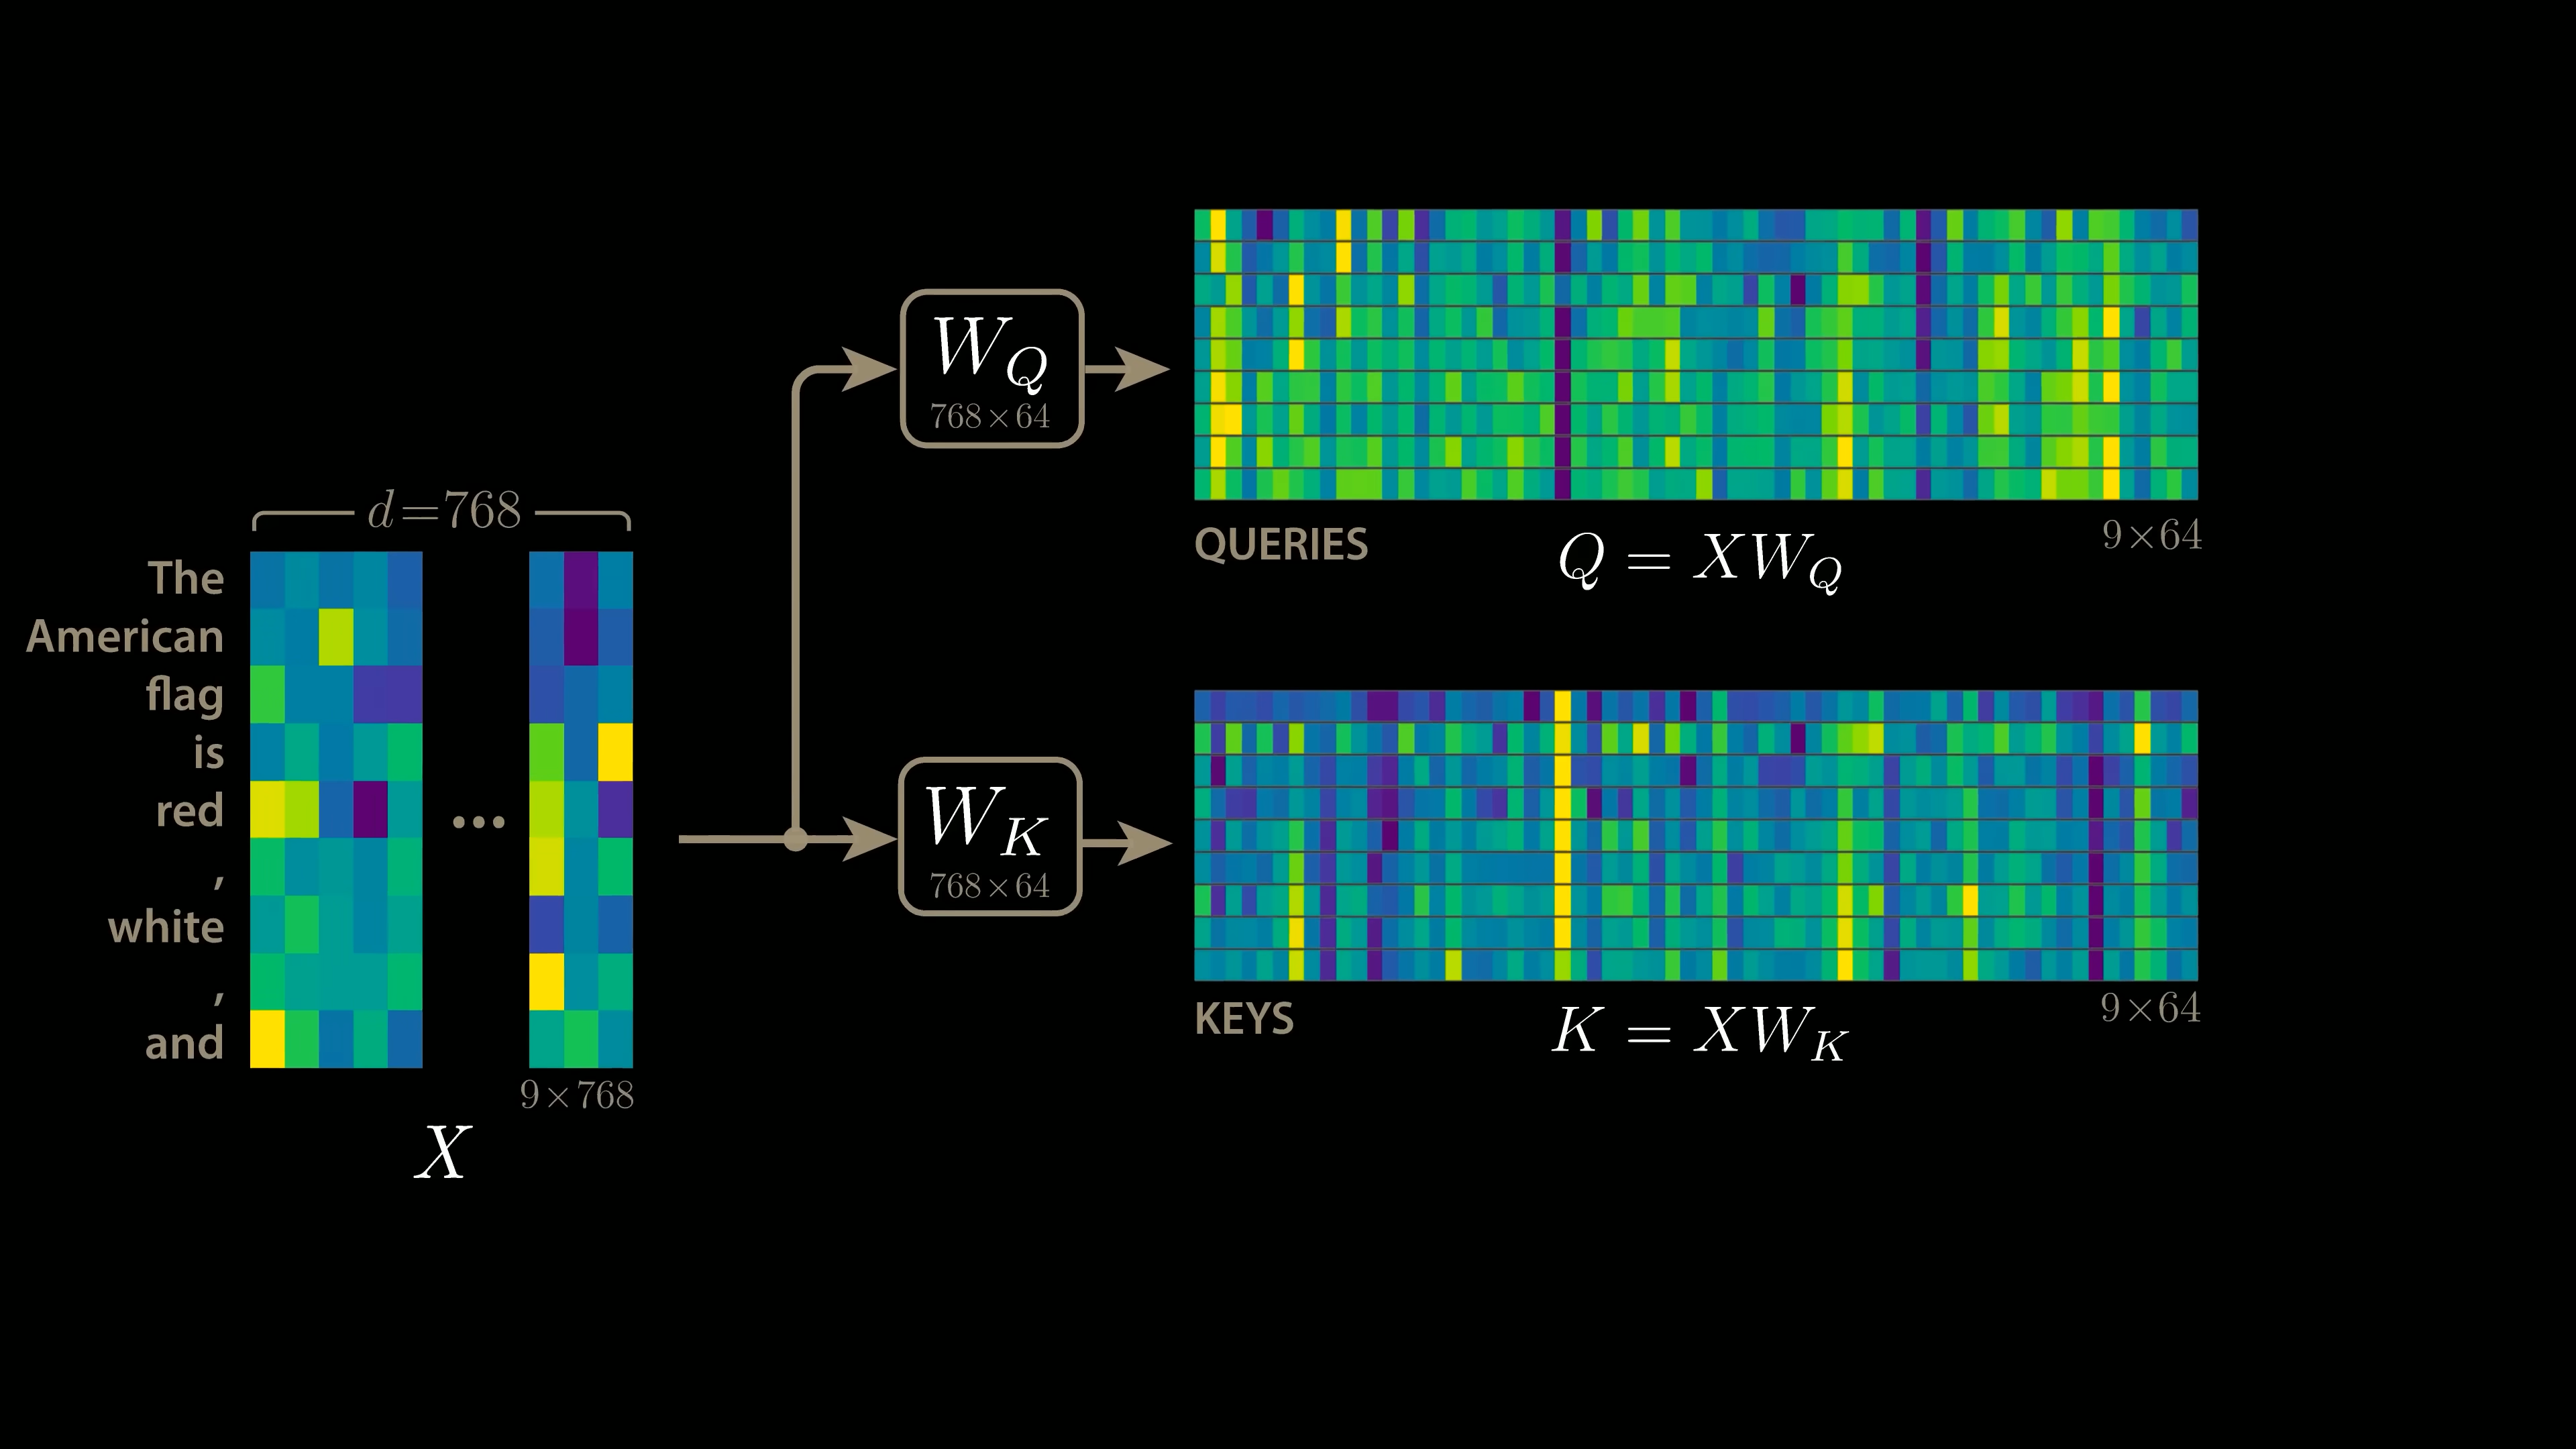 d=768
The
American
flag
is
red
,
white
,
and
...
9×768
X
W_Q
768×64
W_K
768×64
QUERIES
Q = XW_Q
9×64
KEYS
K = XW_K
9×64